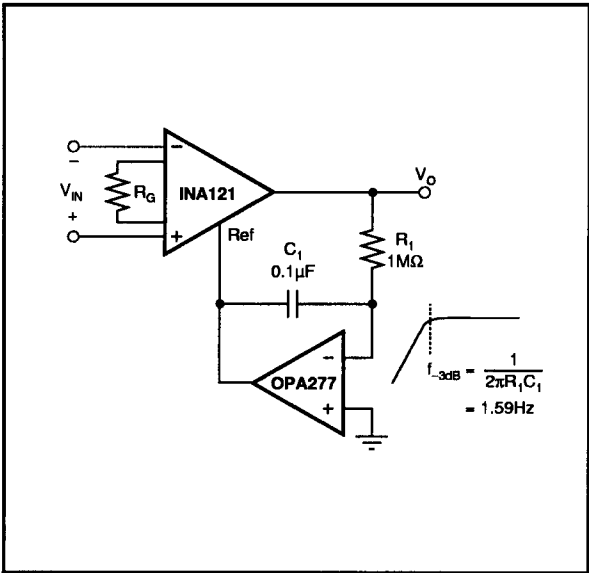 −
V_IN
+
R_G
−
INA121
+
Ref
V_O
C_1
0.1µF
R_1
1MΩ
−
OPA277
+
f_−3dB = 1 / 2πR_1C_1
= 1.59Hz